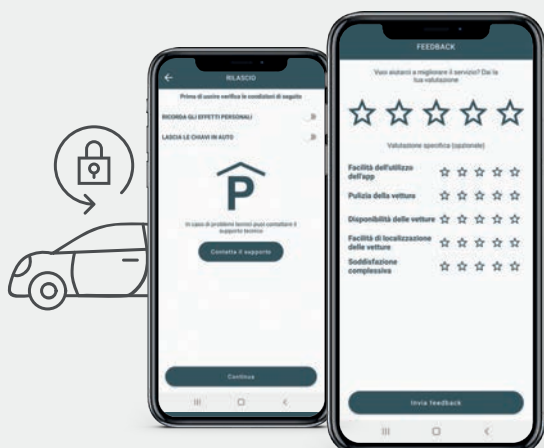 RILASCIO
Prima di uscire verifica le condizioni di seguito
RICORDA GLI EFFETTI PERSONALI
LASCIA LE CHIAVI IN AUTO
P
In caso di problemi tecnici puoi contattare il
supporto tecnico
Contatta il supporto
Continua
FEEDBACK
Vuoi aiutarci a migliorare il servizio? Dai la
tua valutazione
Valutazione specifica (opzionale)
Facilità dell'utilizzo
dell'app
Pulizia della vettura
Disponibilità delle vetture
Facilità di localizzazione
delle vetture
Soddisfazione
complessiva
Invia feedback